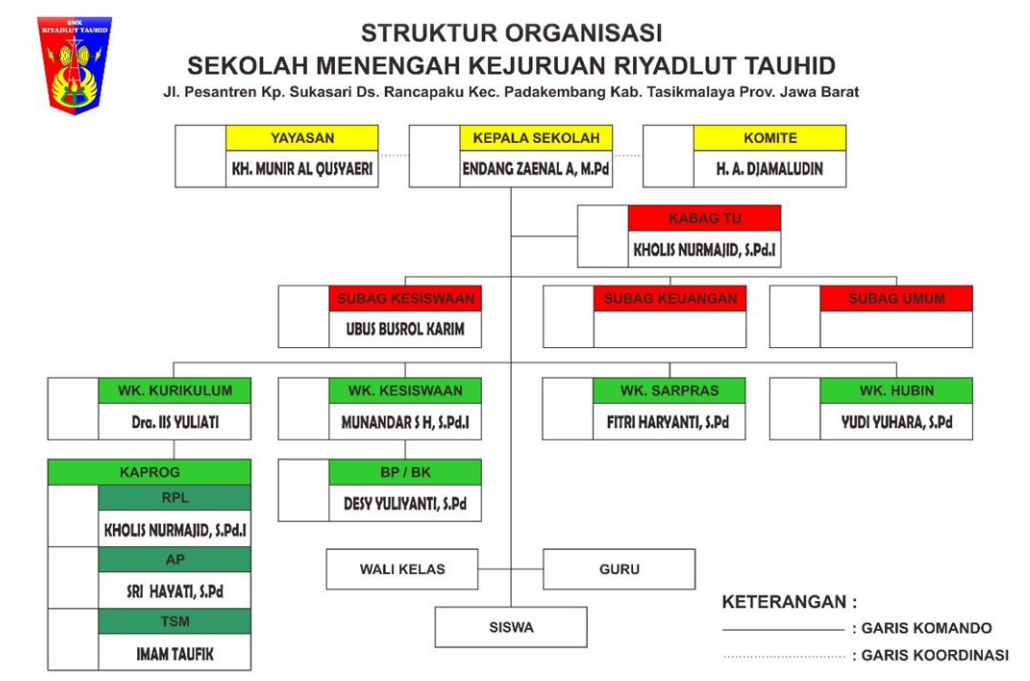 SMK
RIYADLUT TAUHID
STRUKTUR ORGANISASI
SEKOLAH MENENGAH KEJURUAN RIYADLUT TAUHID
Jl. Pesantren Kp. Sukasari Ds. Rancapaku Kec. Padakembang Kab. Tasikmalaya Prov. Jawa Barat
YAYASAN
KH. MUNIR AL QUSYAERI
KEPALA SEKOLAH
ENDANG ZAENAL A, M.Pd
KOMITE
H. A. DJAMALUDIN
KABAG TU
KHOLIS NURMAJID, S.Pd.I
SUBAG KESISWAAN
UBUS BUSROL KARIM
SUBAG KEUANGAN
SUBAG UMUM
WK. KURIKULUM
Dra. IIS YULIATI
WK. KESISWAAN
MUNANDAR S H, S.Pd.I
WK. SARPRAS
FITRI HARYANTI, S.Pd
WK. HUBIN
YUDI YUHARA, S.Pd
KAPROG
RPL
KHOLIS NURMAJID, S.Pd.I
AP
SRI HAYATI, S.Pd
TSM
IMAM TAUFIK
BP / BK
DESY YULIYANTI, S.Pd
WALI KELAS
GURU
SISWA
KETERANGAN :
: GARIS KOMANDO
: GARIS KOORDINASI